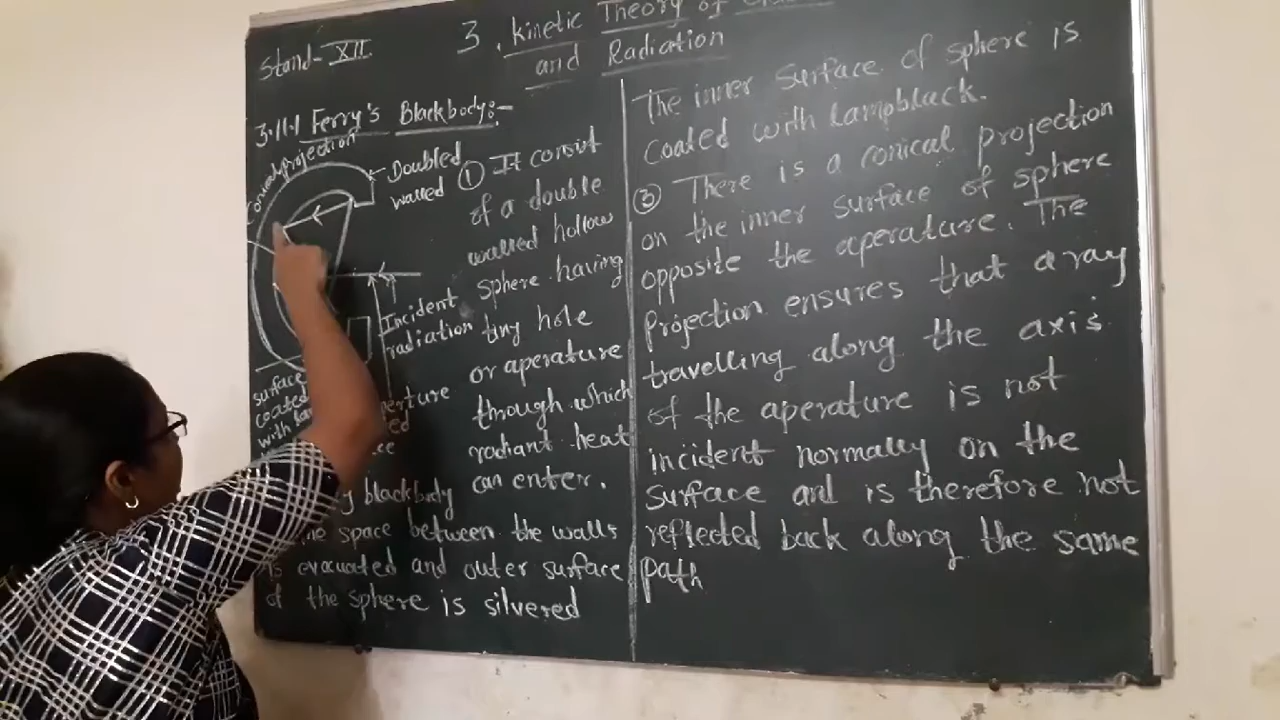 Stand-XII
3. Kinetic Theory of
and Radiation
3.11.1 Ferry's Blackbody:-
projection
Doubled
walled
Incident
radiation
surface
coated
with
① It consist
of a double
walled hollow
sphere having
tiny hole
or aperature
through which
radiant heat
can enter.
blackbody
space between the walls
is evacuated and outer surface
of the sphere is silvered
The inner surface of sphere is
coated with lampblack.
③ There is a conical projection
on the inner surface of sphere
opposite the aperature. The
projection ensures that a ray
travelling along the axis
of the aperature is not
incident normally on the
surface and is therefore not
reflected back along the same
path